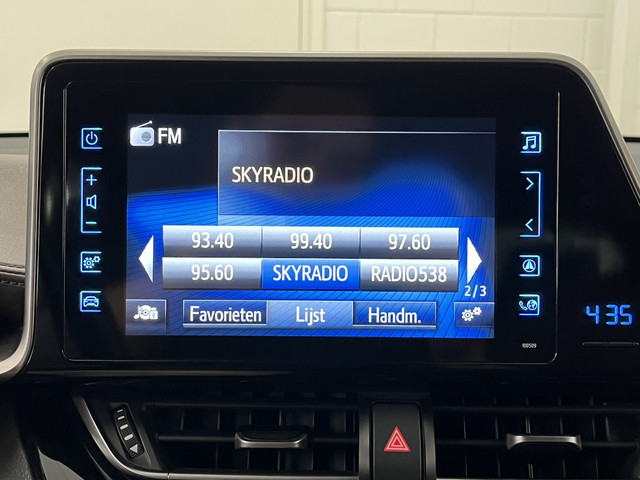 FM
SKYRADIO
93.40 99.40 97.60
95.60 SKYRADIO RADIO538
2/3
Favorieten Lijst Handm.
4:35
100509